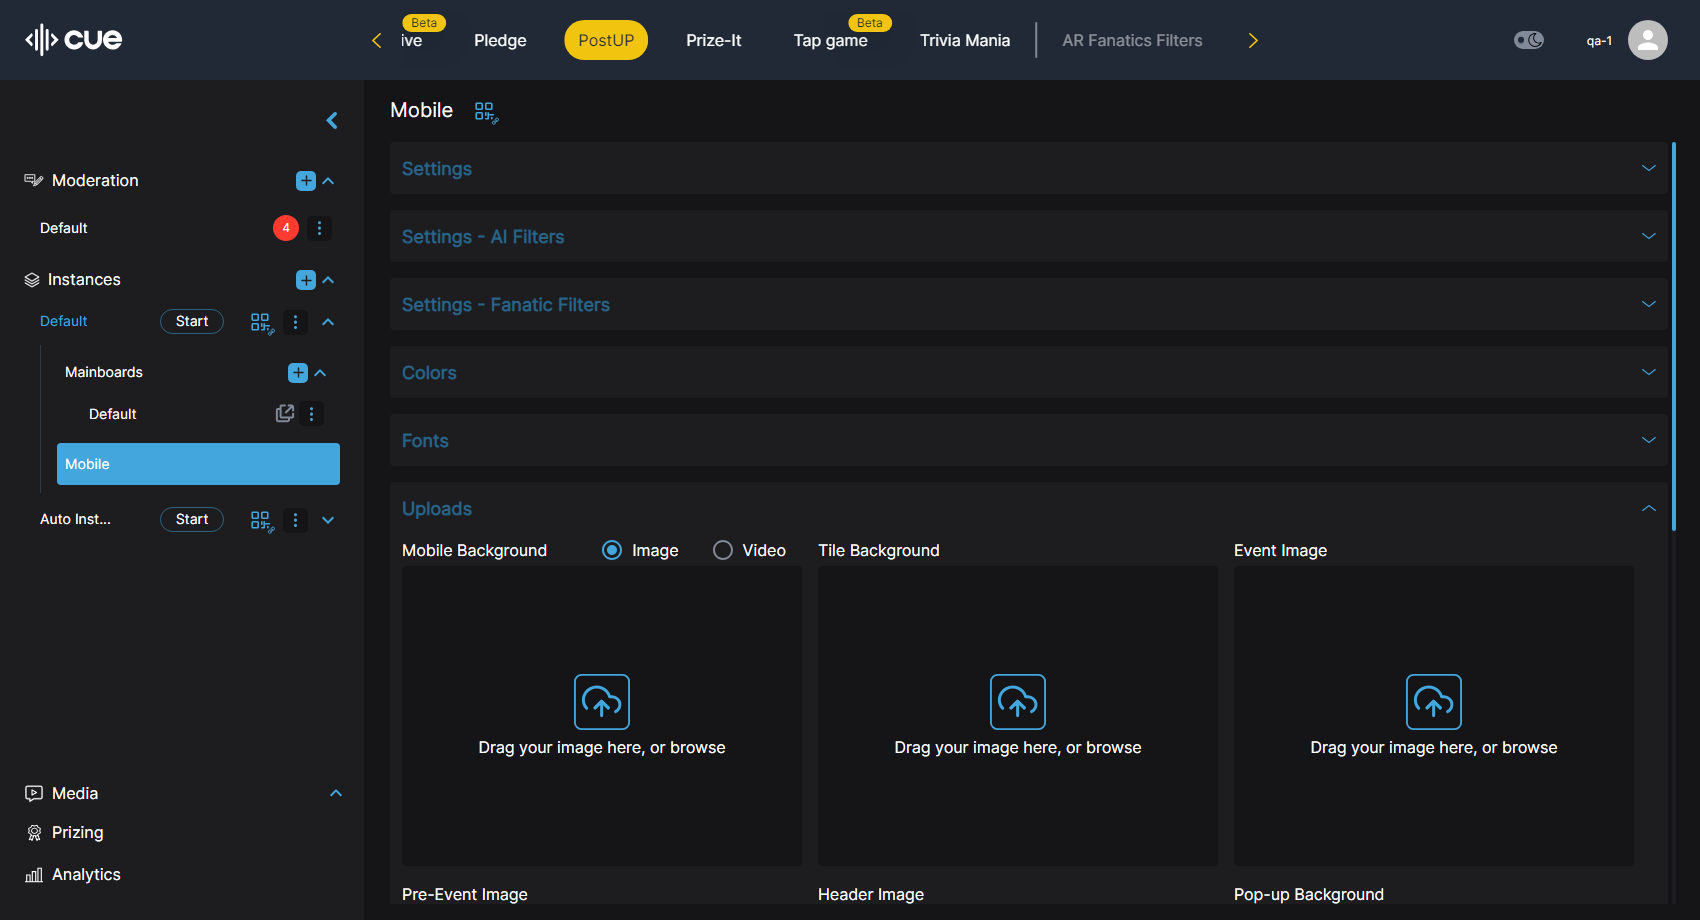 cue
Beta
ive
Pledge
PostUP
Prize-It
Beta
Tap game
Trivia Mania
AR Fanatics Filters
qa-1
Moderation
Default
4
Instances
Default
Start
Mainboards
Default
Mobile
Auto Inst...
Start
Media
Prizing
Analytics
Mobile
Settings
Settings - AI Filters
Settings - Fanatic Filters
Colors
Fonts
Uploads
Mobile Background
Image
Video
Tile Background
Event Image
Drag your image here, or browse
Drag your image here, or browse
Drag your image here, or browse
Pre-Event Image
Header Image
Pop-up Background